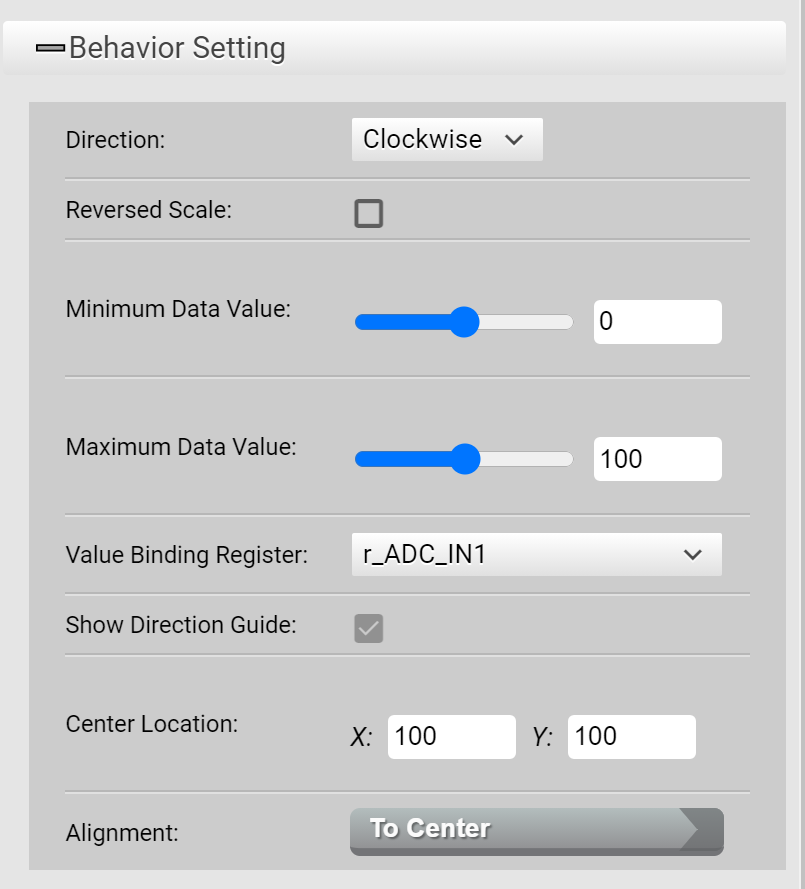 Behavior Setting
Direction: Clockwise
Reversed Scale:
Minimum Data Value: 0
Maximum Data Value: 100
Value Binding Register: r_ADC_IN1
Show Direction Guide:
Center Location: X: 100 Y: 100
Alignment: To Center